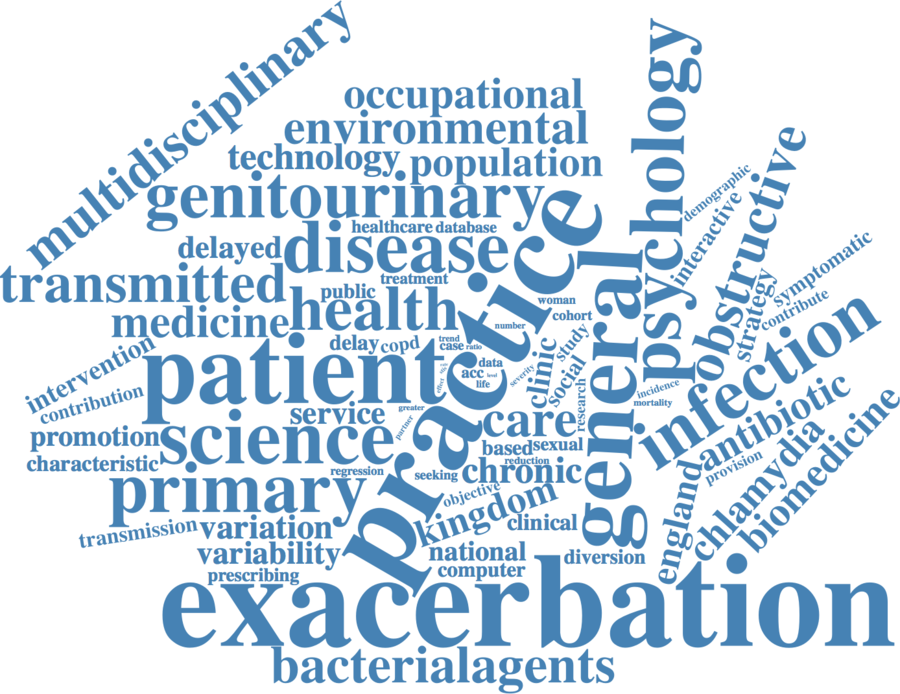 multidisciplinary
occupational
environmental
psychology
technology
population
genitourinary
obstructive
demographic
interactive
healthcare
database
delayed
disease
practice
general
symptomatic
strategy
contribute
transmitted
public
treatment
health
woman
cohort
medicine
number
infection
intervention
delay
copd
trend
case
ratio
study
clinic
social
patient
data
acc
level
life
severity
effect
research
incidence
mortality
contribution
greater
partner
service
care
antibiotic
promotion
science
based
sexual
reduction
provision
chlamydia
biomedicine
characteristic
regression
seeking
chronic
primary
objective
kingdom
england
transmission
variation
clinical
variability
national
diversion
prescribing
computer
exacerbation
bacterialagents